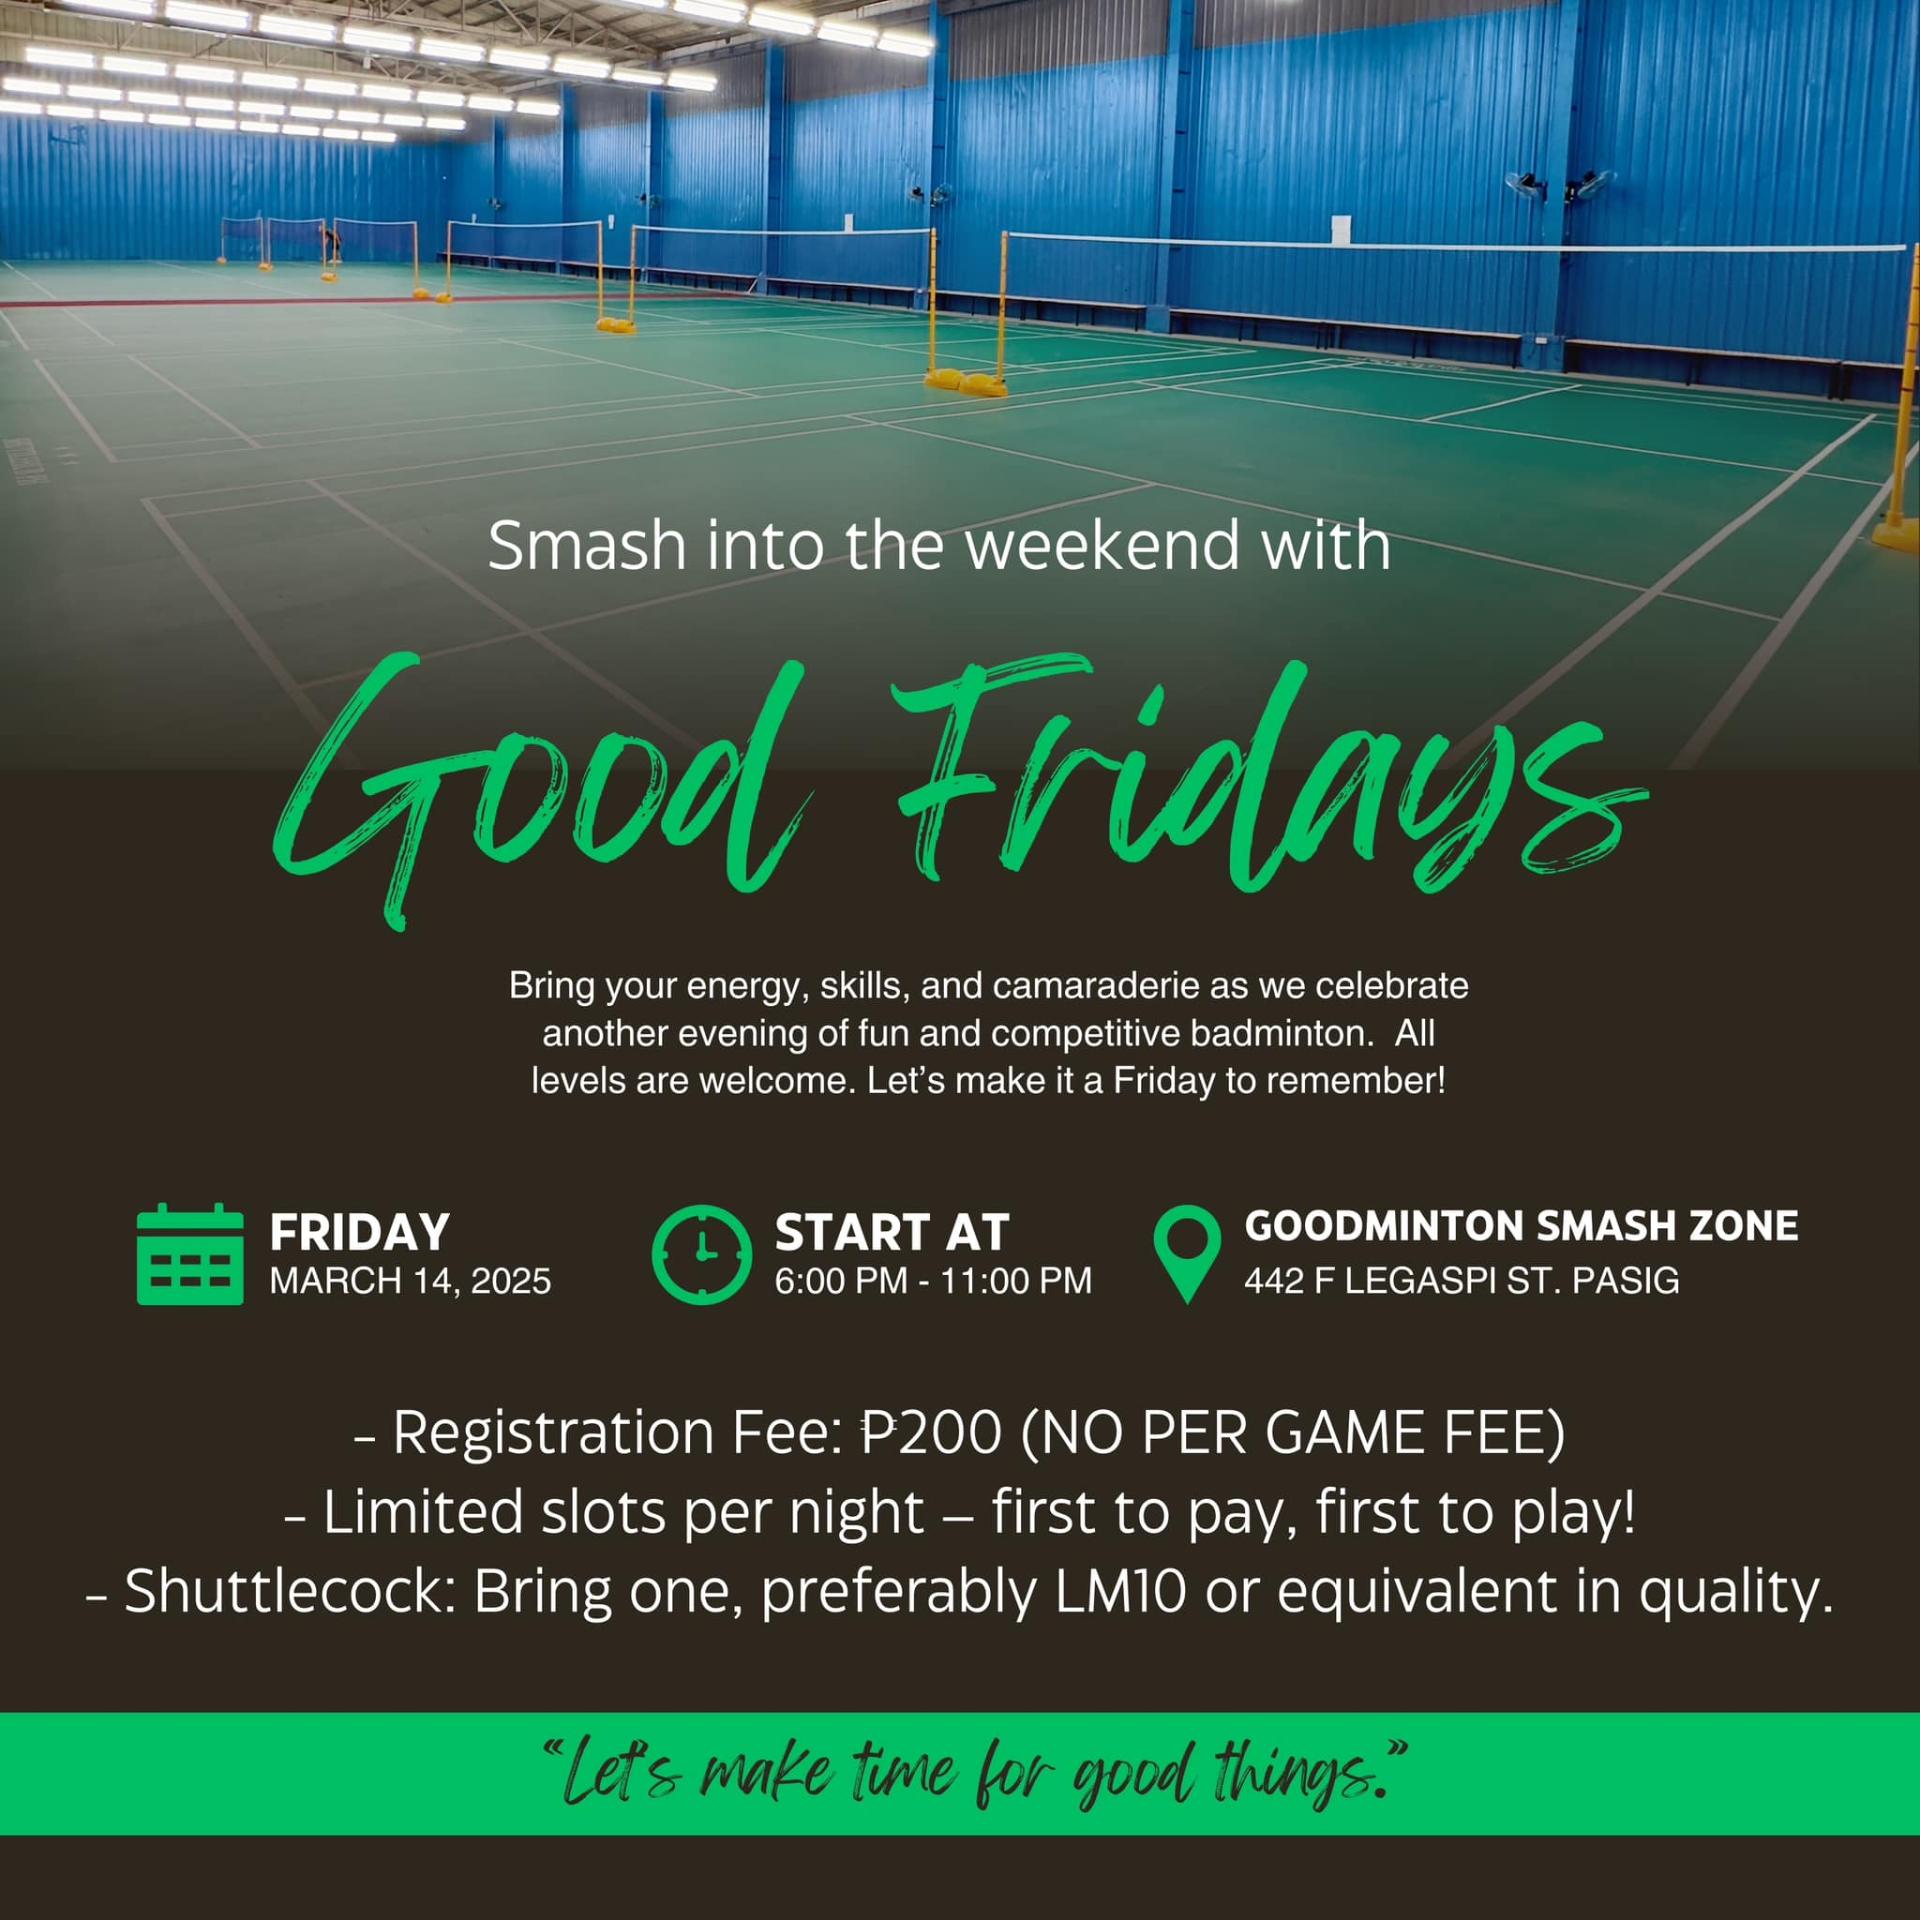 Smash into the weekend with
Good Fridays
Bring your energy, skills, and camaraderie as we celebrate
another evening of fun and competitive badminton.  All
levels are welcome. Let’s make it a Friday to remember!
FRIDAY
MARCH 14, 2025
START AT
6:00 PM - 11:00 PM
GOODMINTON SMASH ZONE
442 F LEGASPI ST. PASIG
- Registration Fee: ₱200 (NO PER GAME FEE)
- Limited slots per night – first to pay, first to play!
- Shuttlecock: Bring one, preferably LM10 or equivalent in quality.
“Let's make time for good things.”